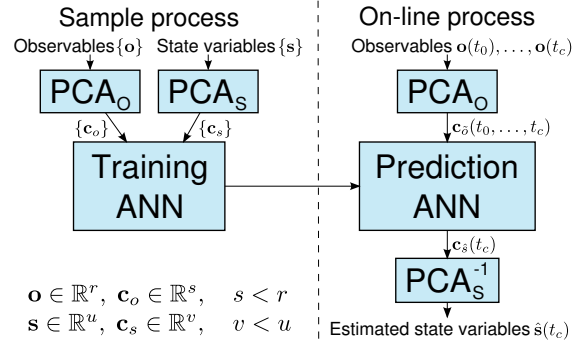 Sample process
Observables {o}
State variables {s}
PCA_O
PCA_S
{c_o}
{c_s}
Training
ANN
o ∈ ℝ^r, c_o ∈ ℝ^s, s < r
s ∈ ℝ^u, c_s ∈ ℝ^v, v < u
On-line process
Observables o(t_0), . . . , o(t_c)
PCA_O
c_õ(t_0, . . . , t_c)
Prediction
ANN
c_ŝ(t_c)
PCA_S^-1
Estimated state variables ŝ(t_c)